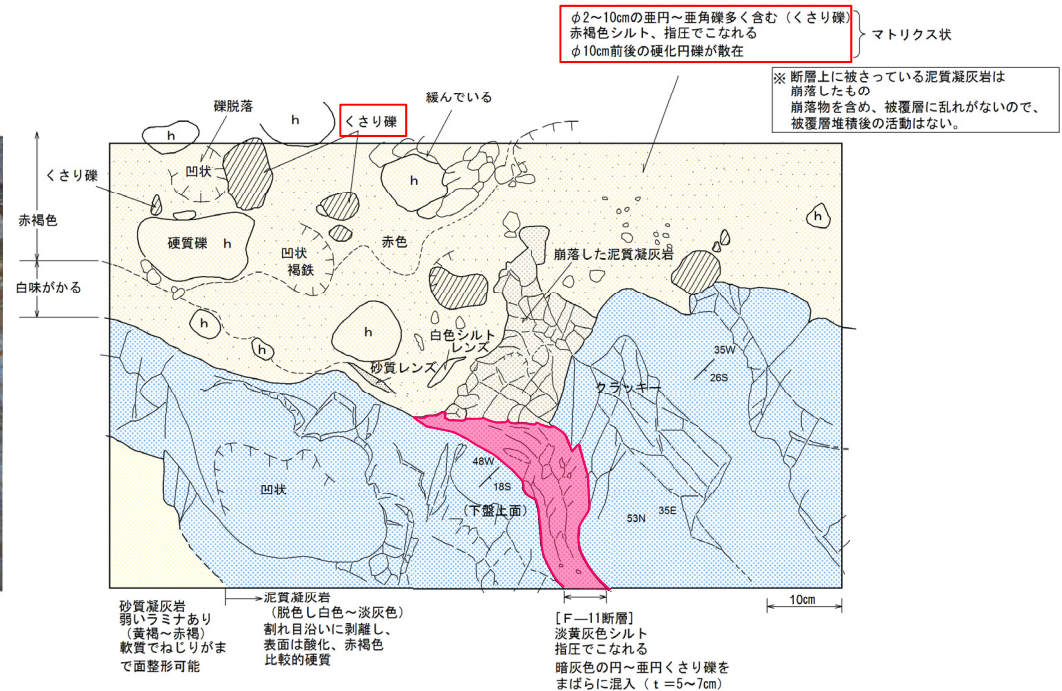 φ2～10cmの亜円～亜角礫多く含む（くさり礫）
赤褐色シルト、指圧でこなれる
φ10cm前後の硬化円礫が散在
マトリクス状
※ 断層上に被さっている泥質凝灰岩は
崩落したもの
崩落物を含め、被覆層に乱れがないので、
被覆層堆積後の活動はない。
礫脱落
h
h
くさり礫
緩んでいる
凹状
h
くさり礫
赤褐色
硬質礫 h
凹状
褐鉄
赤色
崩落した泥質凝灰岩
h
白味がかる
h
h
h
白色シルト
レンズ
砂質レンズ
35W
26S
クラッキー
48W
18S
（下盤上面）
凹状
53N
35E
10cm
砂質凝灰岩
弱いラミナあり
（黄褐～赤褐）
軟質でねじりがま
で面整形可能
泥質凝灰岩
（脱色し白色～淡灰色）
割れ目沿いに剥離し、
表面は酸化、赤褐色
比較的硬質
[Ｆ―11断層]
淡黄灰色シルト
指圧でこなれる
暗灰色の円～亜円くさり礫を
まばらに混入（ｔ＝5～7cm）